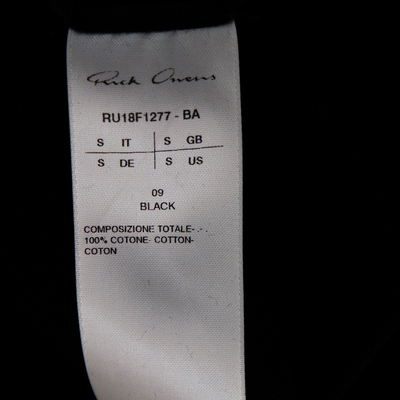 Rick Owens
RU18F1277 - BA
S IT S GB
S DE S US
09
BLACK
COMPOSIZIONE TOTALE-.-.
100% COTONE- COTTON-
COTON